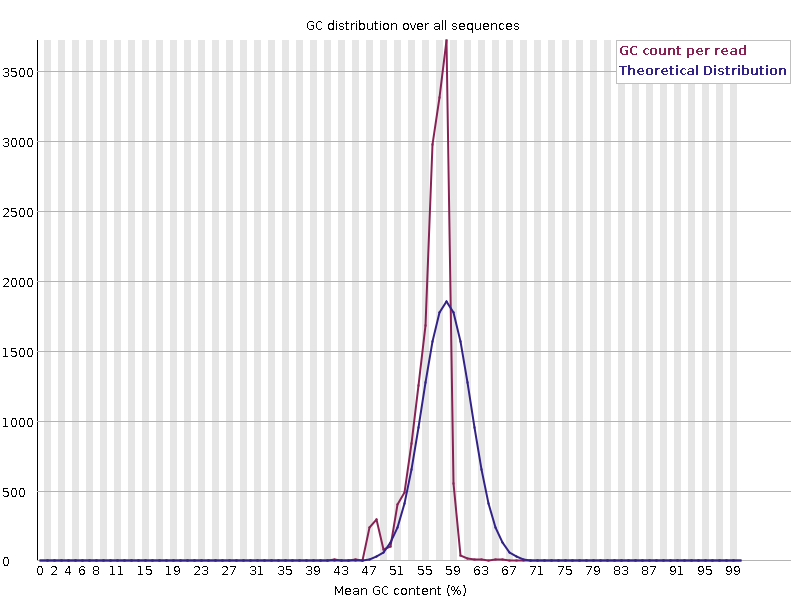 GC distribution over all sequences
GC count per read
Theoretical Distribution
3500
3000
2500
2000
1500
1000
500
0
0 2 4 6 8 11 15 19 23 27 31 35 39 43 47 51 55 59 63 67 71 75 79 83 87 91 95 99
Mean GC content (%)